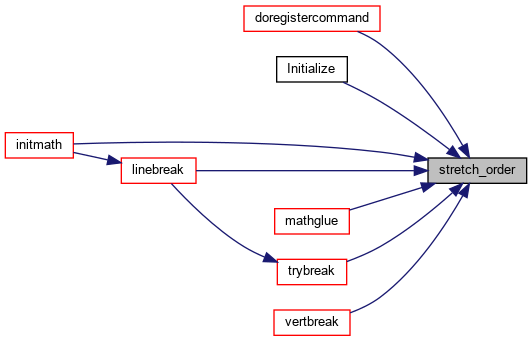 doregistercommand
Initialize
initmath
linebreak
stretch_order
mathglue
trybreak
vertbreak